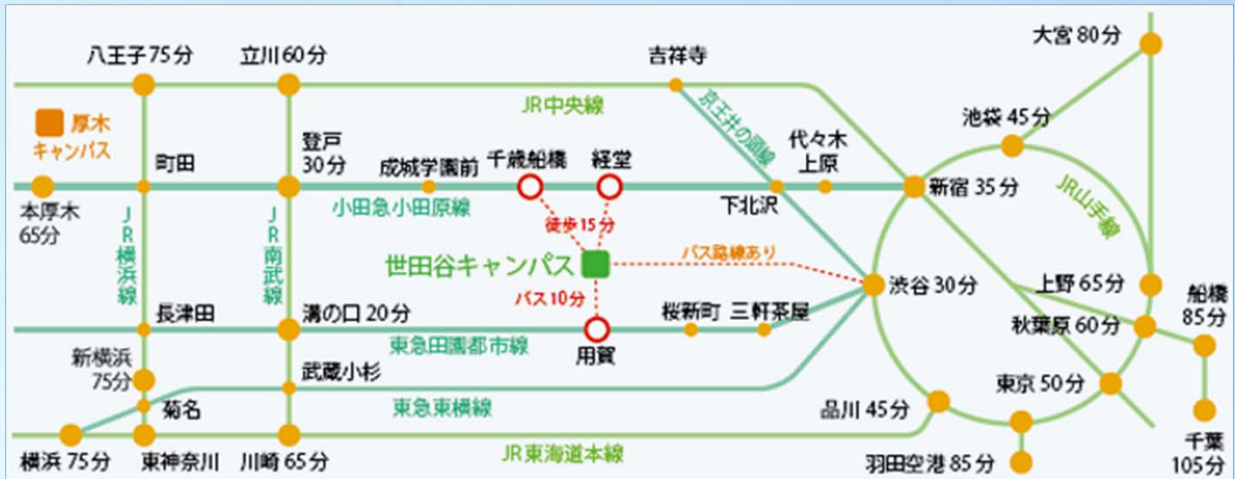 大宮 80分
八王子 75分
立川 60分
吉祥寺
JR中央線
京王井の頭線
池袋 45分
厚木
キャンパス
町田
登戸
30分
成城学園前
千歳船橋
経堂
代々木
上原
新宿 35分
JR山手線
本厚木
65分
JR横浜線
JR南武線
小田急小田原線
下北沢
徒歩15分
世田谷キャンパス
バス路線あり
渋谷 30分
上野 65分
船橋
85分
バス10分
長津田
溝の口 20分
桜新町
三軒茶屋
秋葉原 60分
東急田園都市線
用賀
新横浜
75分
武蔵小杉
東京 50分
菊名
東急東横線
品川 45分
横浜 75分
東神奈川
川崎 65分
JR東海道本線
羽田空港 85分
千葉
105分